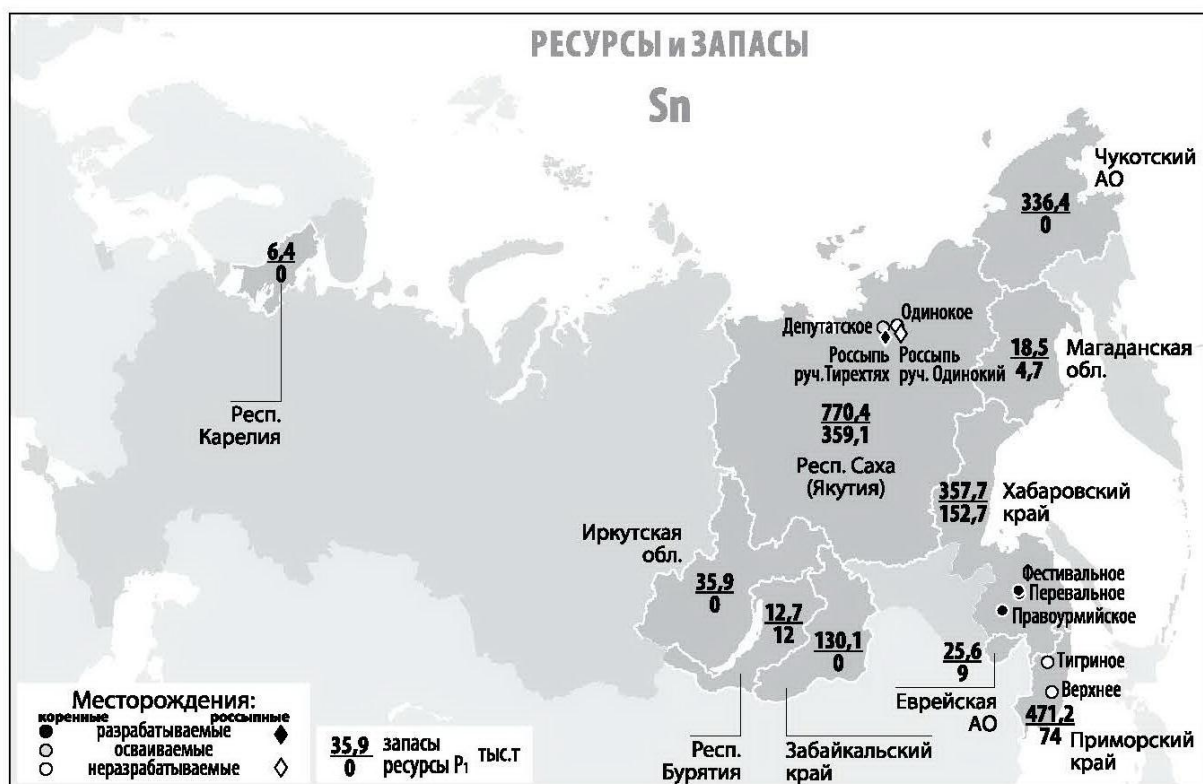 РЕСУРСЫ и ЗАПАСЫ
Sn
Чукотский
АО
336,4
0
6,4
0
Респ.
Карелия
Депутатское
Одинокое
Россыпь
руч.Тирехтях
Россыпь
руч. Одинокий
18,5
4,7
Магаданская
обл.
770,4
359,1
Респ. Саха
(Якутия)
357,7
152,7
Хабаровский
край
Иркутская
обл.
35,9
0
12,7
12
130,1
0
Фестивальное
Перевальное
Правоурмийское
25,6
9
Еврейская
АО
Тигриное
Верхнее
471,2
74
Приморский
край
Респ.
Бурятия
Забайкальский
край
Месторождения:
коренные россыпные
разрабатываемые
осваиваемые
неразрабатываемые
35,9 запасы
0 ресурсы P₁
тыс.т